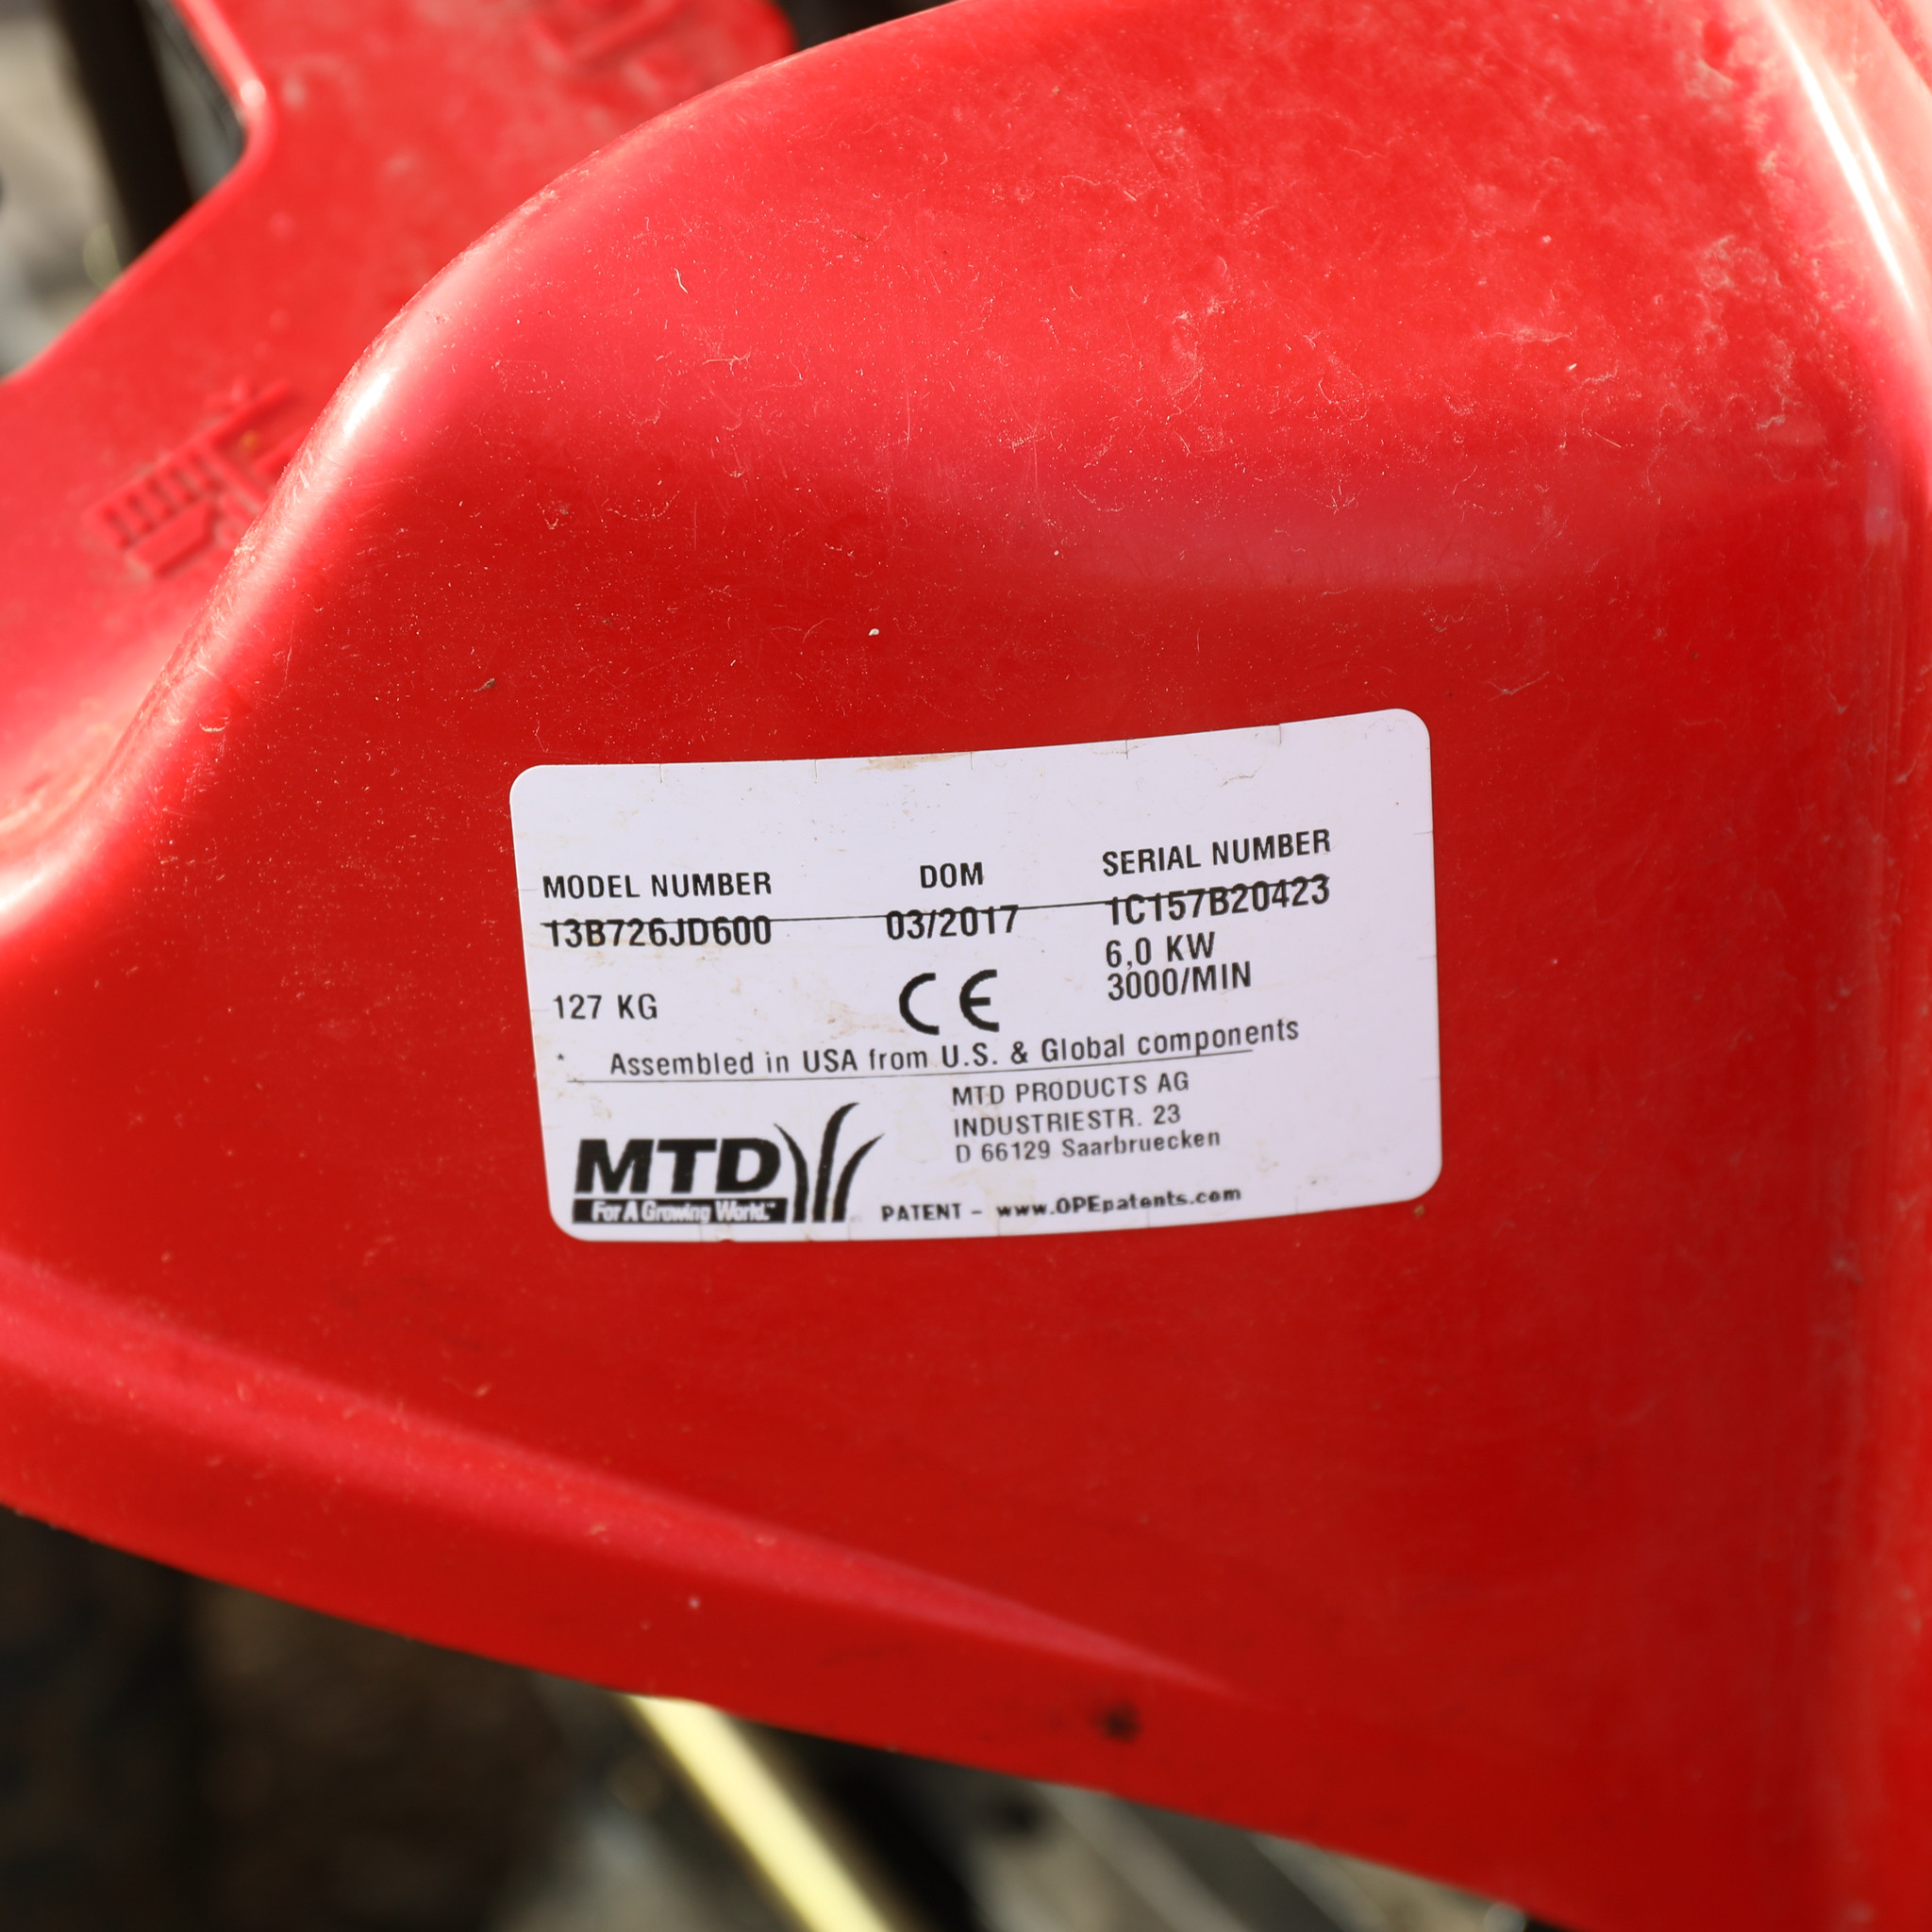 MODEL NUMBER DOM SERIAL NUMBER
13B726JD600 03/2017 1C157B20423
6,0 KW
127 KG CE 3000/MIN
* Assembled in USA from U.S. & Global components
MTD PRODUCTS AG
INDUSTRIESTR. 23
D 66129 Saarbruecken
MTD
For A Growing World.™
PATENT - www.OPEpatents.com